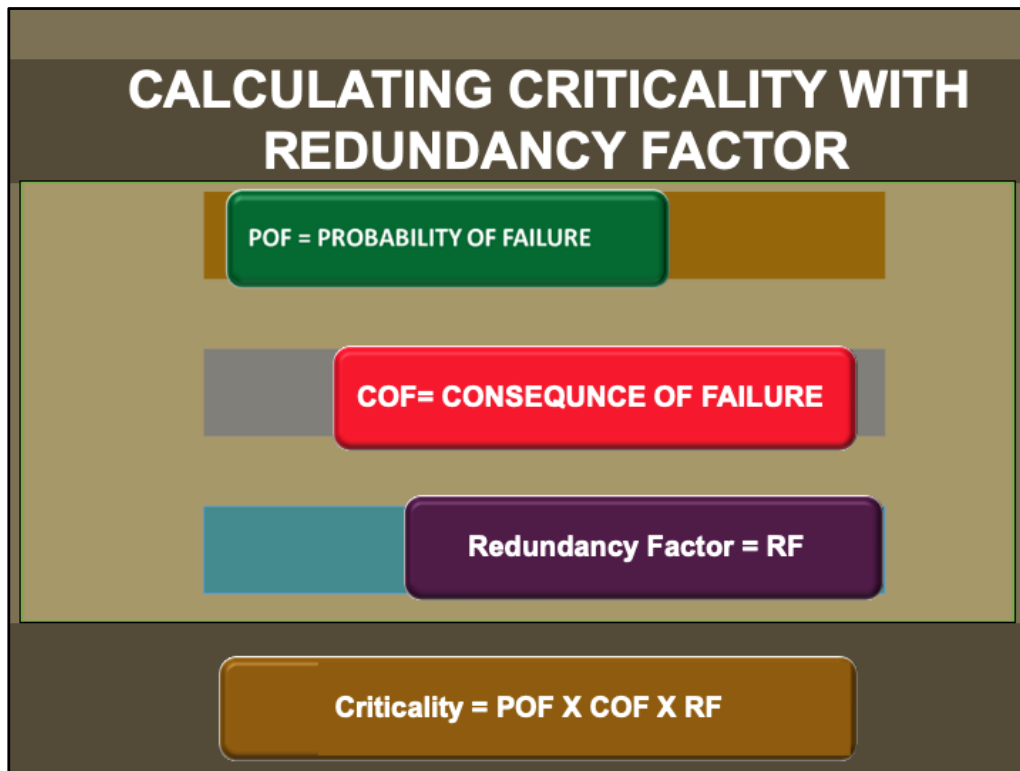 CALCULATING CRITICALITY WITH
REDUNDANCY FACTOR
POF = PROBABILITY OF FAILURE
COF= CONSEQUNCE OF FAILURE
Redundancy Factor = RF
Criticality = POF X COF X RF